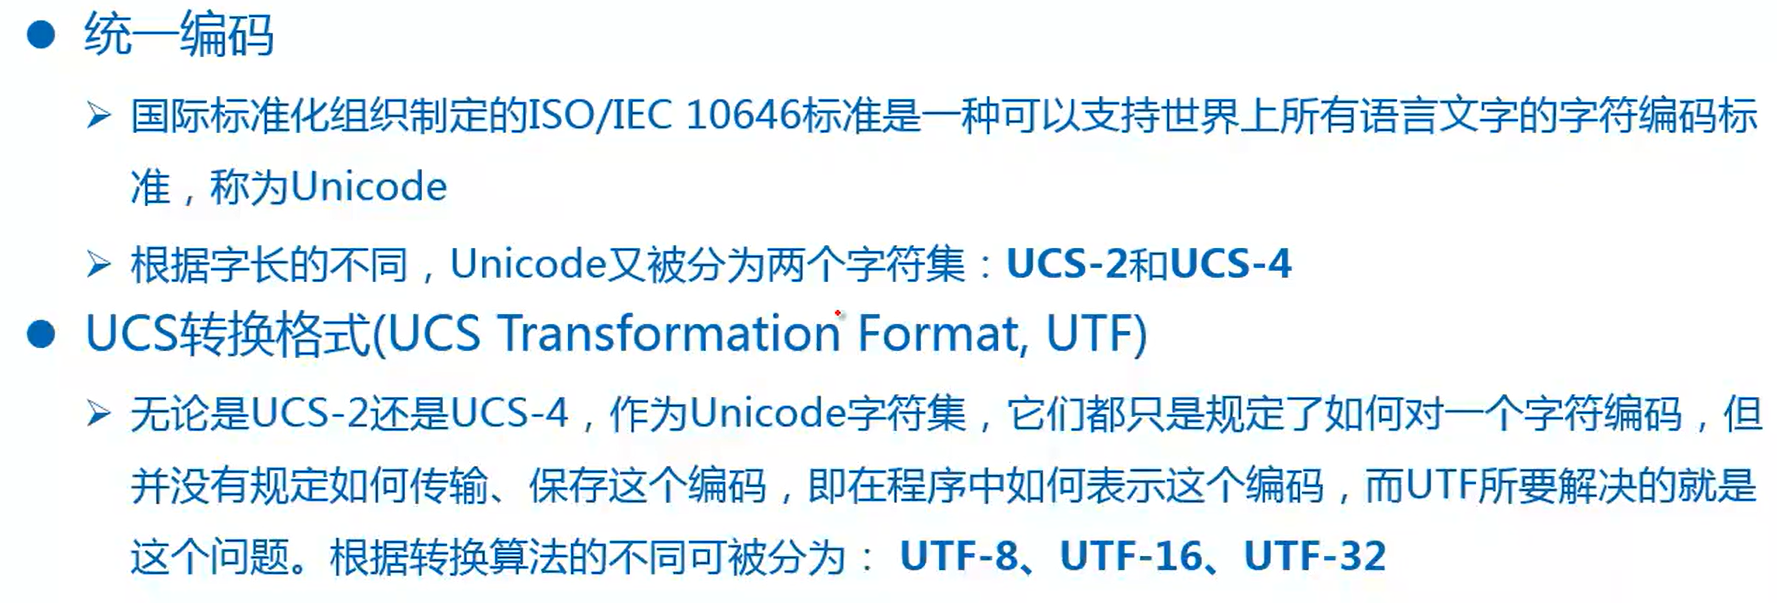 ● 统一编码
➢ 国际标准化组织制定的ISO/IEC 10646标准是一种可以支持世界上所有语言文字的字符编码标
准，称为Unicode
➢ 根据字长的不同，Unicode又被分为两个字符集：UCS-2和UCS-4
● UCS转换格式(UCS Transformation Format, UTF)
➢ 无论是UCS-2还是UCS-4，作为Unicode字符集，它们都只是规定了如何对一个字符编码，但
并没有规定如何传输、保存这个编码，即在程序中如何表示这个编码，而UTF所要解决的就是
这个问题。根据转换算法的不同可被分为： UTF-8、UTF-16、UTF-32